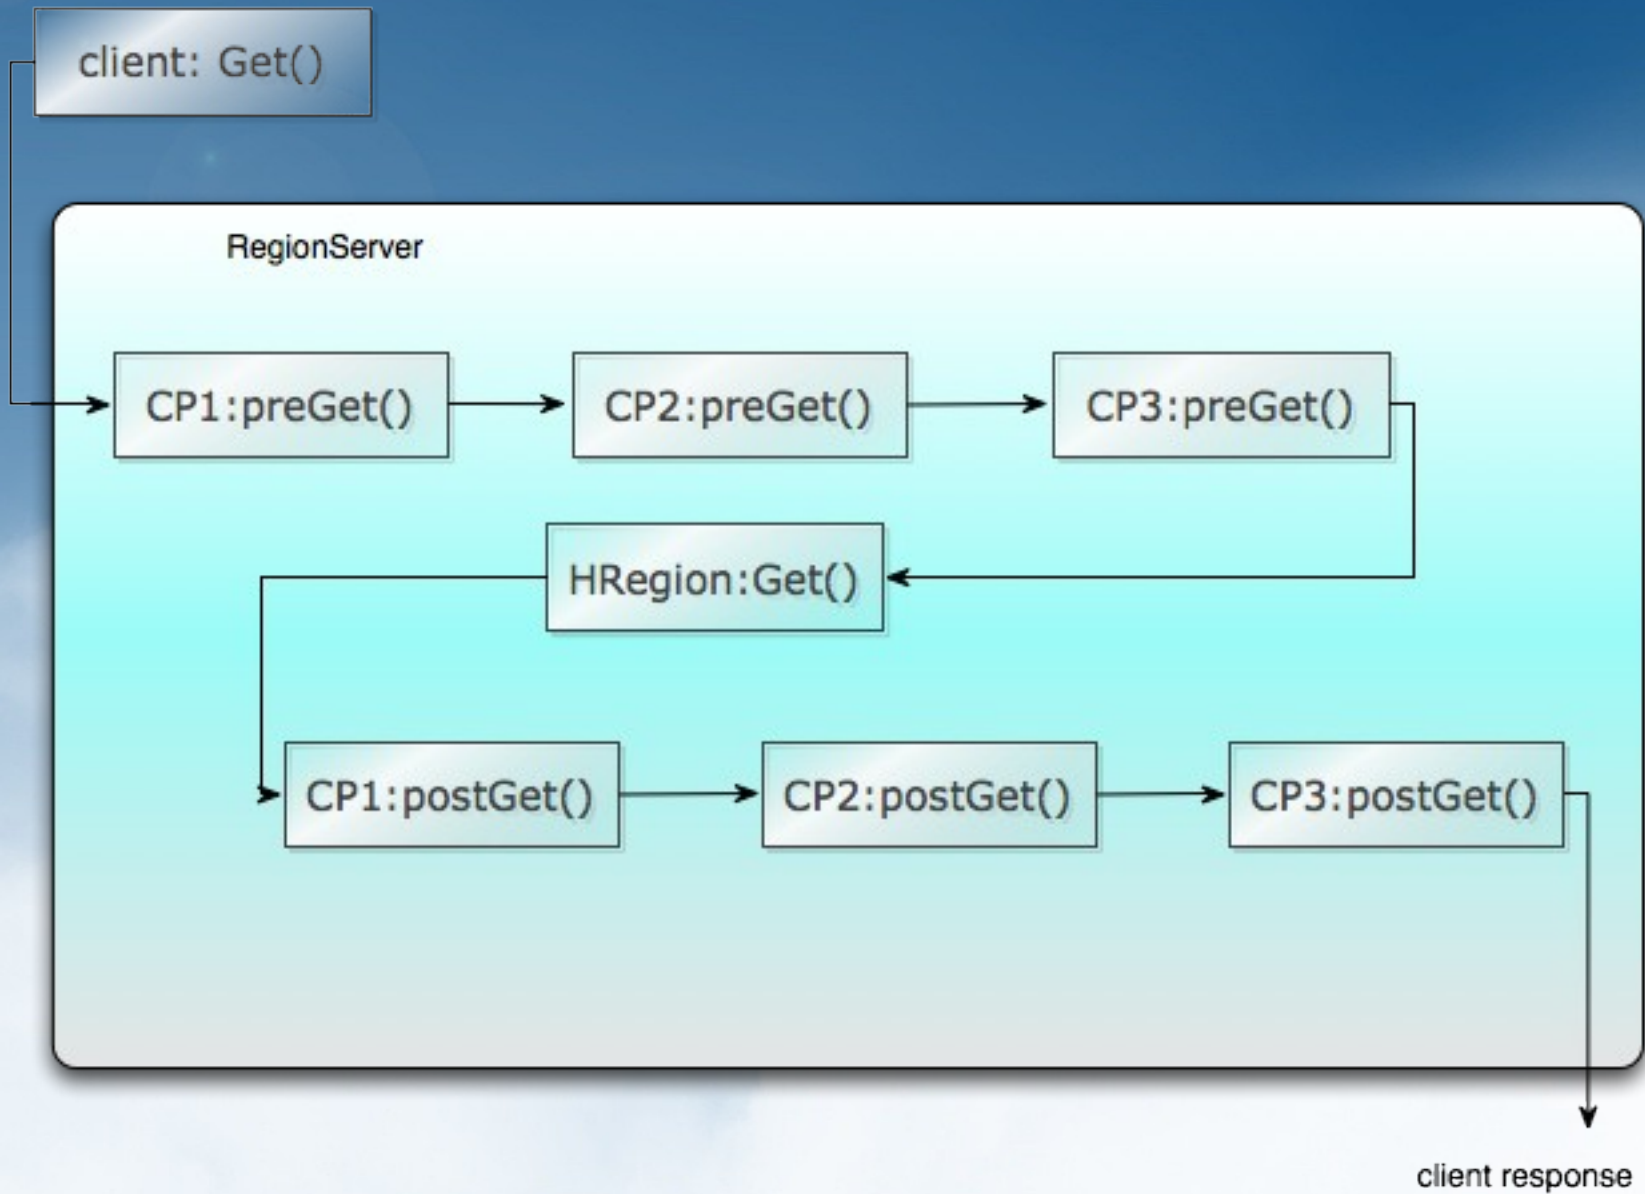 client: Get()
RegionServer
CP1:preGet()
CP2:preGet()
CP3:preGet()
HRegion:Get()
CP1:postGet()
CP2:postGet()
CP3:postGet()
client response